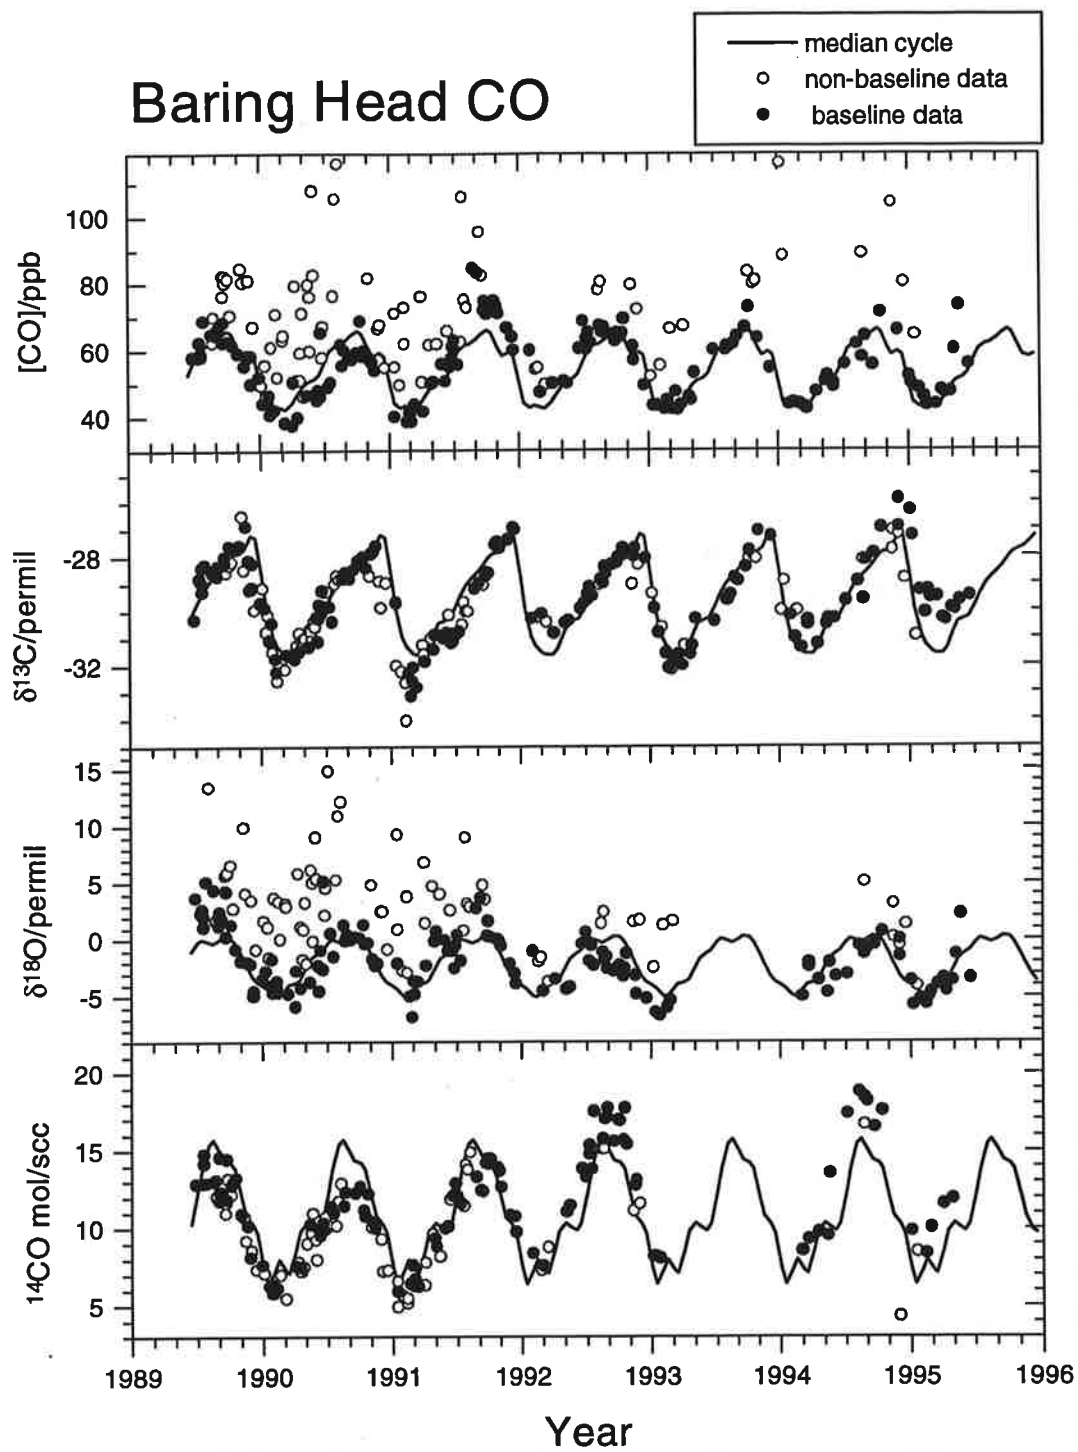 median cycle
non-baseline data
baseline data
Baring Head CO
[CO]/ppb
100
80
60
40
δ13C/permil
-28
-32
δ18O/permil
15
10
5
0
-5
14CO mol/scc
20
15
10
5
1989 1990 1991 1992 1993 1994 1995 1996
Year